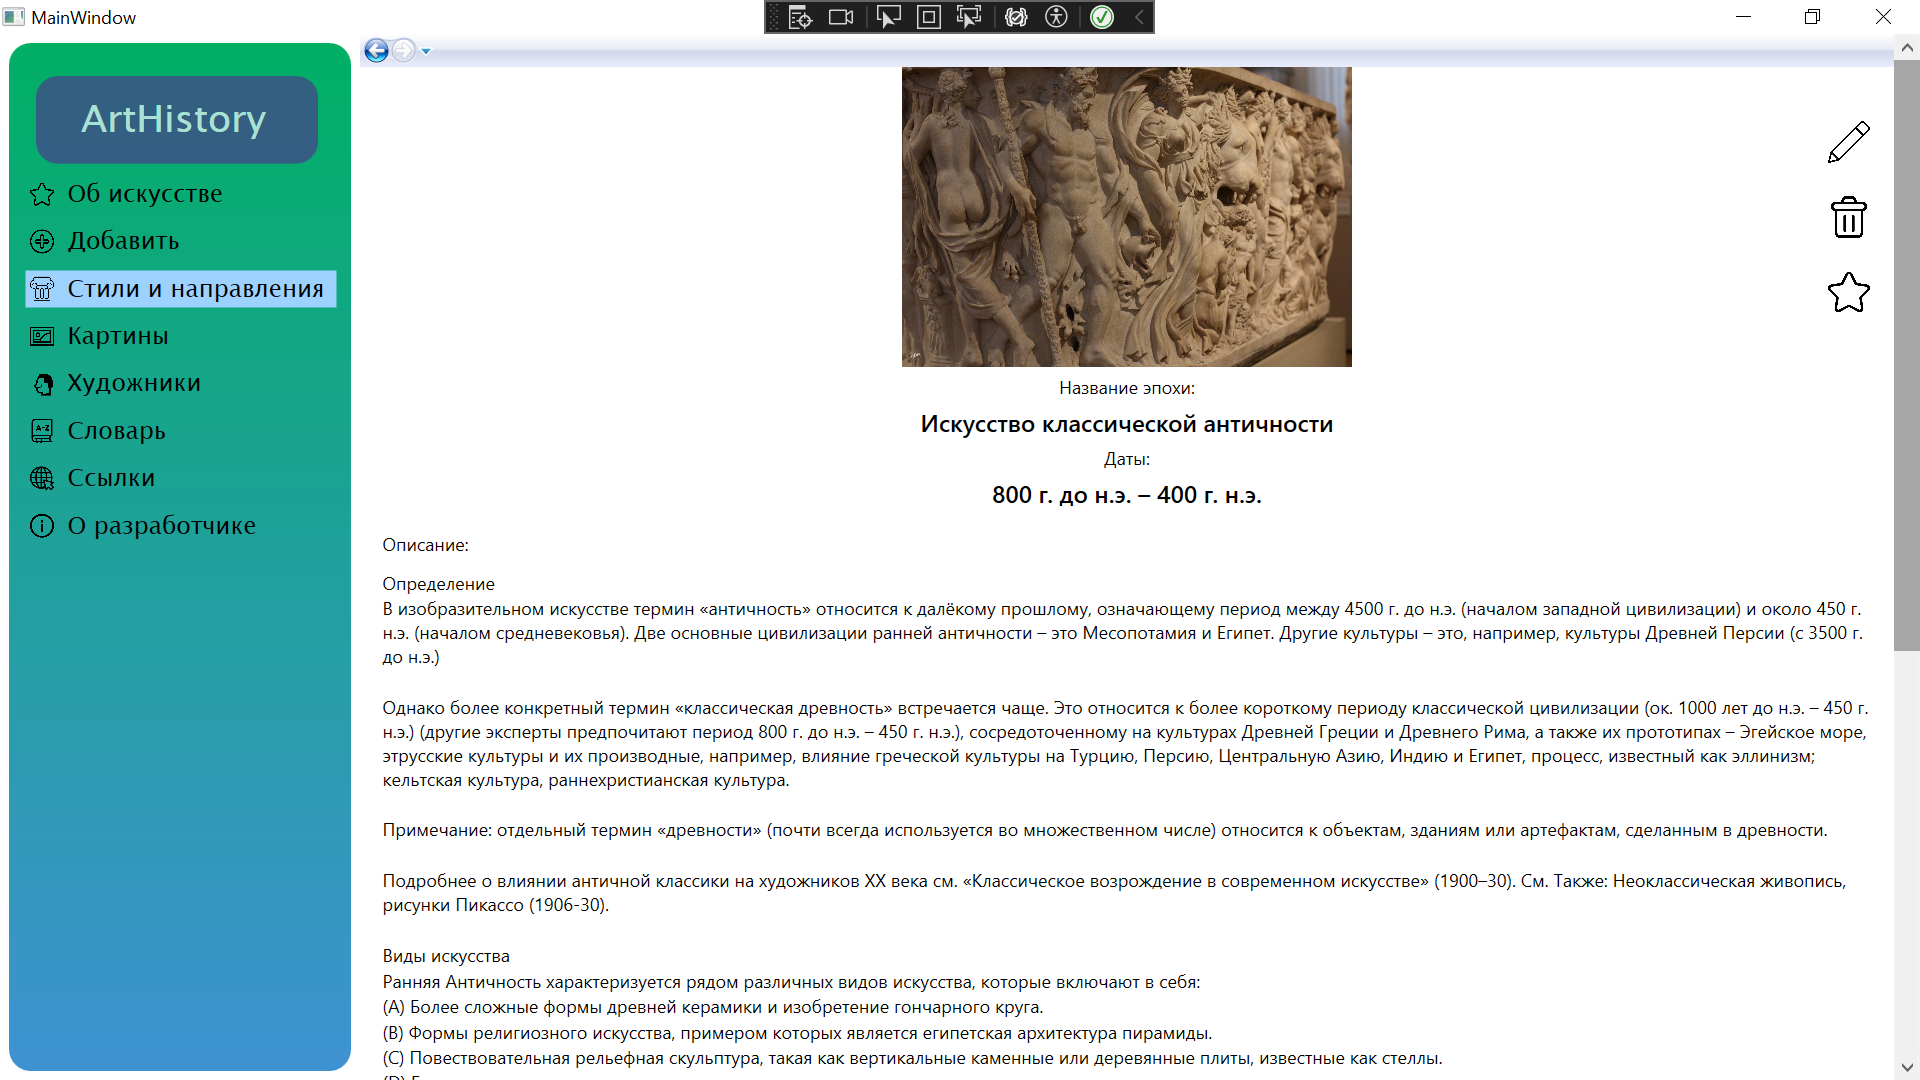 MainWindow
ArtHistory
Об искусстве
Добавить
Стили и направления
Картины
Художники
Словарь
Ссылки
О разработчике
Название эпохи:
Искусство классической античности
Даты:
800 г. до н.э. – 400 г. н.э.
Описание:
Определение
В изобразительном искусстве термин «античность» относится к далёкому прошлому, означающему период между 4500 г. до н.э. (началом западной цивилизации) и около 450 г.
н.э. (началом средневековья). Две основные цивилизации ранней античности – это Месопотамия и Египет. Другие культуры – это, например, культуры Древней Персии (с 3500 г.
до н.э.)
Однако более конкретный термин «классическая древность» встречается чаще. Это относится к более короткому периоду классической цивилизации (ок. 1000 лет до н.э. – 450 г.
н.э.) (другие эксперты предпочитают период 800 г. до н.э. – 450 г. н.э.), сосредоточенному на культурах Древней Греции и Древнего Рима, а также их прототипах – Эгейское море,
этрусские культуры и их производные, например, влияние греческой культуры на Турцию, Персию, Центральную Азию, Индию и Египет, процесс, известный как эллинизм;
кельтская культура, раннехристианская культура.
Примечание: отдельный термин «древности» (почти всегда используется во множественном числе) относится к объектам, зданиям или артефактам, сделанным в древности.
Подробнее о влиянии античной классики на художников XX века см. «Классическое возрождение в современном искусстве» (1900–30). См. Также: Неоклассическая живопись,
рисунки Пикассо (1906-30).
Виды искусства
Ранняя Античность характеризуется рядом различных видов искусства, которые включают в себя:
(A) Более сложные формы древней керамики и изобретение гончарного круга.
(B) Формы религиозного искусства, примером которых является египетская архитектура пирамиды.
(C) Повествовательная рельефная скульптура, такая как вертикальные каменные или деревянные плиты, известные как стеллы.